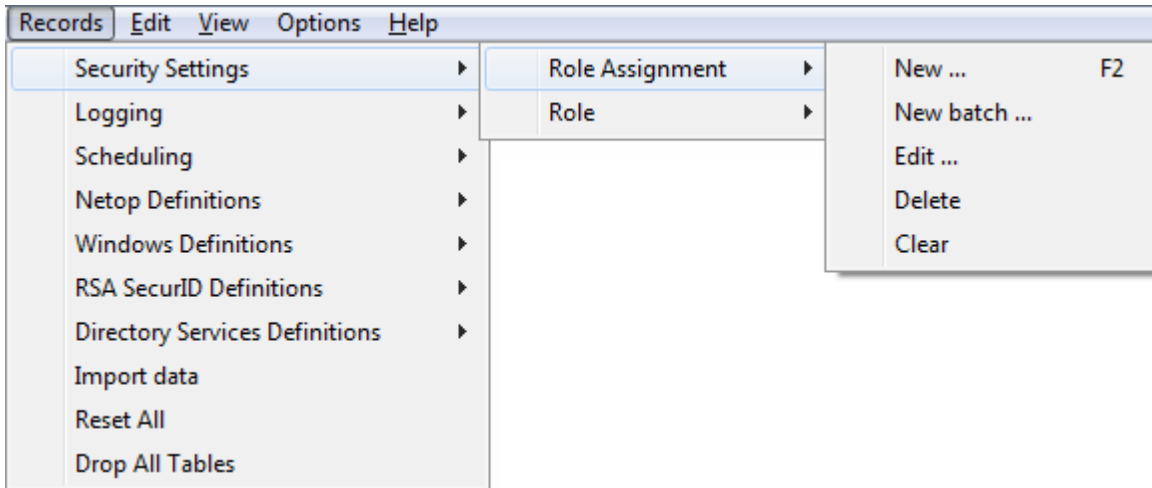 Records Edit View Options Help
Security Settings Role Assignment New ... F2
Logging Role New batch ...
Scheduling Edit ...
Netop Definitions Delete
Windows Definitions Clear
RSA SecurID Definitions
Directory Services Definitions
Import data
Reset All
Drop All Tables